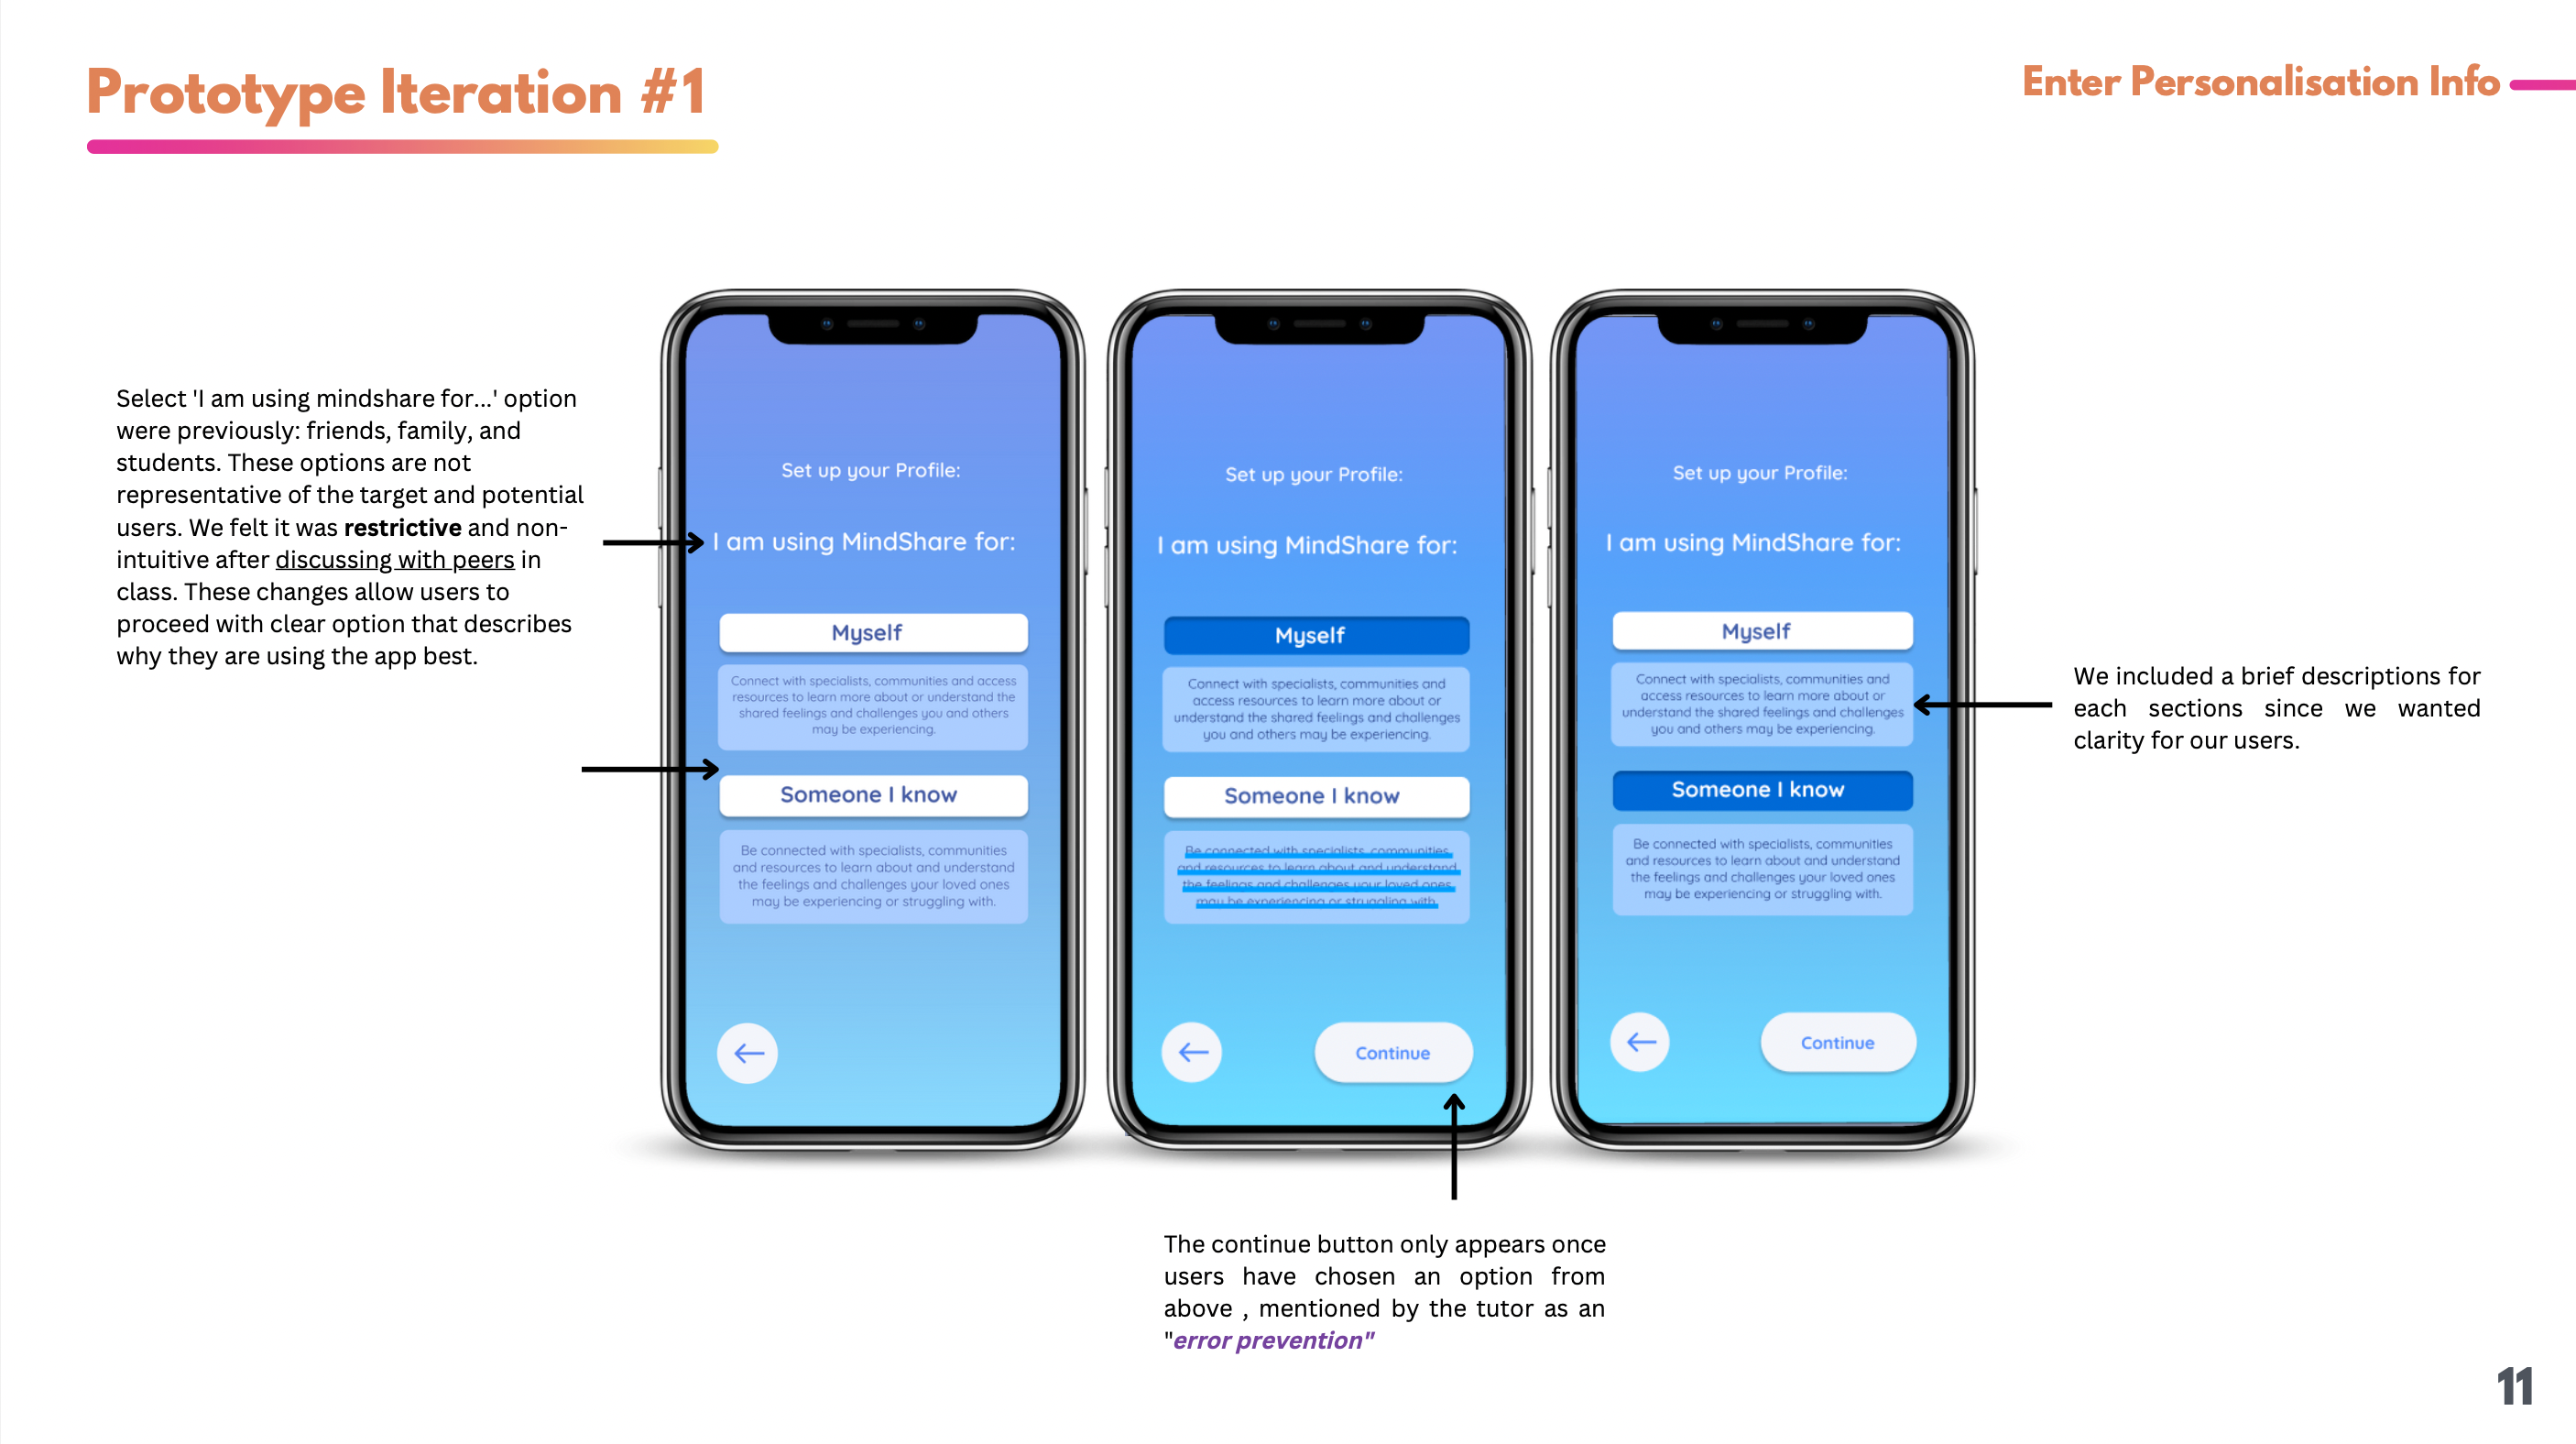 Prototype Iteration #1
Enter Personalisation Info
Select 'I am using mindshare for...' option
were previously: friends, family, and
students. These options are not
representative of the target and potential
users. We felt it was restrictive and non-
intuitive after discussing with peers in
class. These changes allow users to
proceed with clear option that describes
why they are using the app best.
Set up your Profile:
I am using MindShare for:
Myself
Connect with specialists, communities and access
resources to learn more about or understand the
shared feelings and challenges you and others
may be experiencing.
Someone I know
Be connected with specialists, communities
and resources to learn about and understand
the feelings and challenges your loved ones
may be experiencing or struggling with.
Set up your Profile:
I am using MindShare for:
Myself
Connect with specialists, communities and
access resources to learn more about or
understand the shared feelings and challenges
you and others may be experiencing.
Someone I know
Be connected with specialists, communities
and resources to learn about and understand
the feelings and challenges your loved ones
may be experiencing or struggling with.
Continue
Set up your Profile:
I am using MindShare for:
Myself
Connect with specialists, communities and
access resources to learn more about or
understand the shared feelings and challenges
you and others may be experiencing.
Someone I know
Be connected with specialists, communities
and resources to learn about and understand
the feelings and challenges your loved ones
may be experiencing or struggling with.
Continue
We included a brief descriptions for
each sections since we wanted
clarity for our users.
The continue button only appears once
users have chosen an option from
above , mentioned by the tutor as an
"error prevention"
11